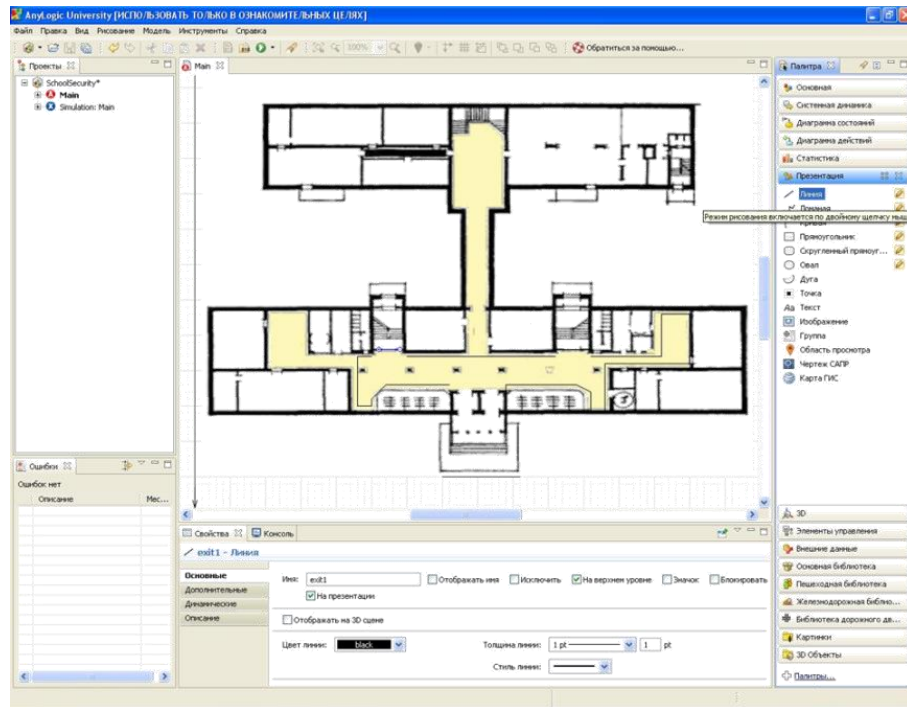 AnyLogic University [ИСПОЛЬЗОВАТЬ ТОЛЬКО В ОЗНАКОМИТЕЛЬНЫХ ЦЕЛЯХ]
Файл Правка Вид Рисование Модель Инструменты Справка
100% Обратиться за помощью...
Проекты
SchoolSecurity*
Main
Simulation: Main
Main
Палитра
Основная
Системная динамика
Диаграмма состояний
Диаграмма действий
Статистика
Презентация
Линия
Ломаная
Режим рисования включается по двойному щелчку мыш
Кривая
Прямоугольник
Скругленный прямоуг...
Овал
Дуга
Точка
Aa Текст
Изображение
Группа
Область просмотра
Чертеж САПР
Карта ГИС
3D
Элементы управления
Внешние данные
Основная библиотека
Пешеходная библиотека
Железнодорожная библио...
Библиотека дорожного дв...
Картинки
3D Объекты
Палитры...
Ошибки
Ошибок нет
Описание Мес...
Свойства Консоль
exit1 - Линия
Основные
Дополнительные
Динамические
Описание
Имя: exit1 Отображать имя Исключить На верхнем уровне Значок Блокировать
На презентации
Отображать на 3D сцене
Цвет линии: black Толщина линии: 1 pt 1 pt
Стиль линии: